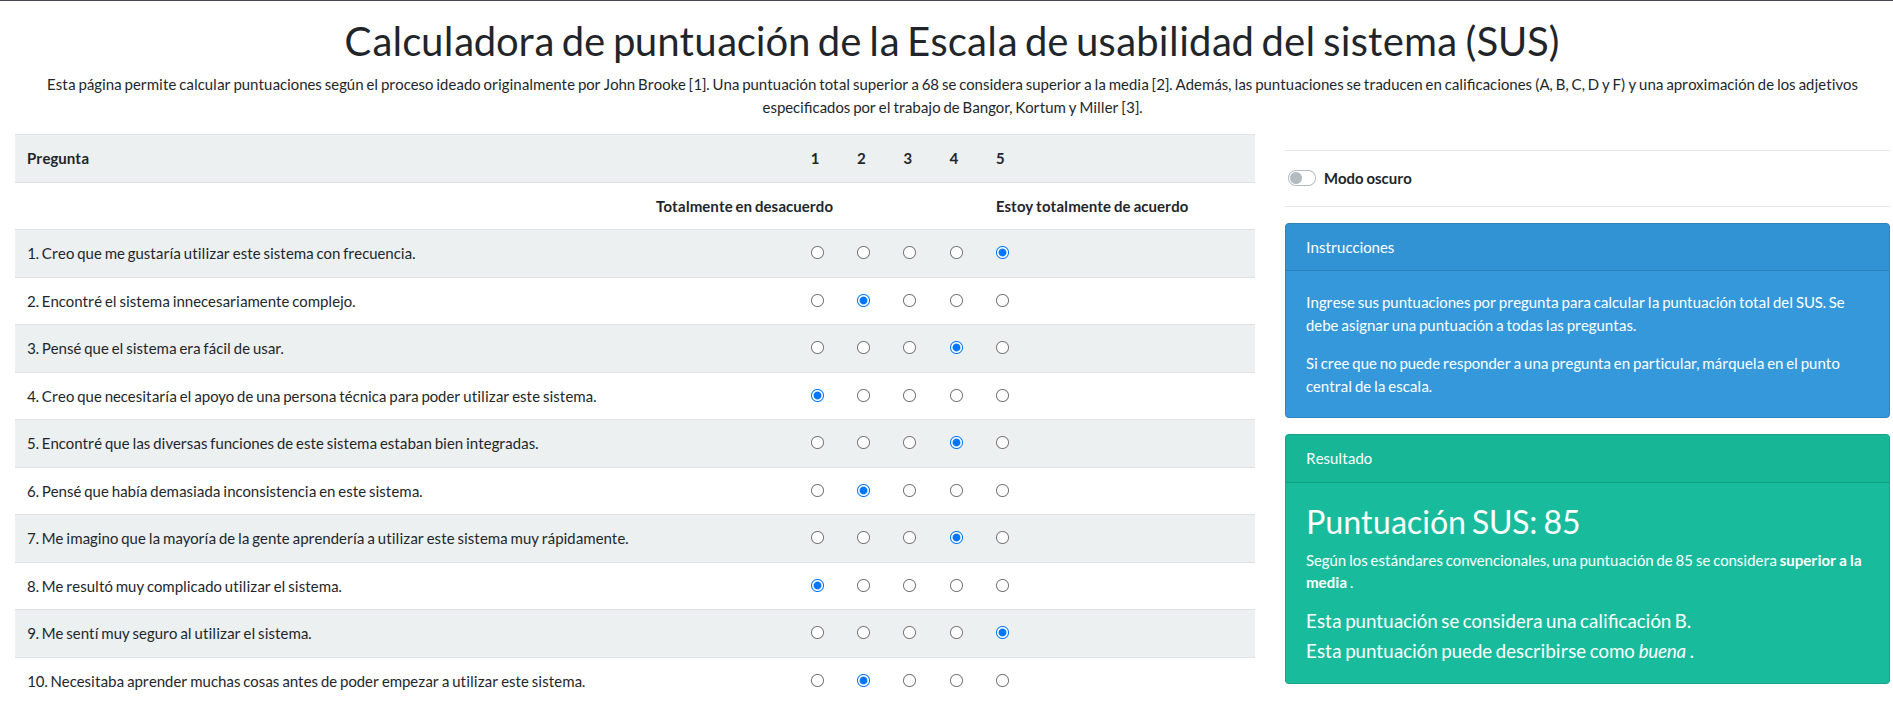 Calculadora de puntuación de la Escala de usabilidad del sistema (SUS)
Esta página permite calcular puntuaciones según el proceso ideado originalmente por John Brooke [1]. Una puntuación total superior a 68 se considera superior a la media [2]. Además, las puntuaciones se traducen en calificaciones (A, B, C, D y F) y una aproximación de los adjetivos
especificados por el trabajo de Bangor, Kortum y Miller [3].
Pregunta 1 2 3 4 5
Totalmente en desacuerdo Estoy totalmente de acuerdo
1. Creo que me gustaría utilizar este sistema con frecuencia.
2. Encontré el sistema innecesariamente complejo.
3. Pensé que el sistema era fácil de usar.
4. Creo que necesitaría el apoyo de una persona técnica para poder utilizar este sistema.
5. Encontré que las diversas funciones de este sistema estaban bien integradas.
6. Pensé que había demasiada inconsistencia en este sistema.
7. Me imagino que la mayoría de la gente aprendería a utilizar este sistema muy rápidamente.
8. Me resultó muy complicado utilizar el sistema.
9. Me sentí muy seguro al utilizar el sistema.
10. Necesitaba aprender muchas cosas antes de poder empezar a utilizar este sistema.
Modo oscuro
Instrucciones
Ingrese sus puntuaciones por pregunta para calcular la puntuación total del SUS. Se
debe asignar una puntuación a todas las preguntas.
Si cree que no puede responder a una pregunta en particular, márquela en el punto
central de la escala.
Resultado
Puntuación SUS: 85
Según los estándares convencionales, una puntuación de 85 se considera superior a la
media .
Esta puntuación se considera una calificación B.
Esta puntuación puede describirse como buena .